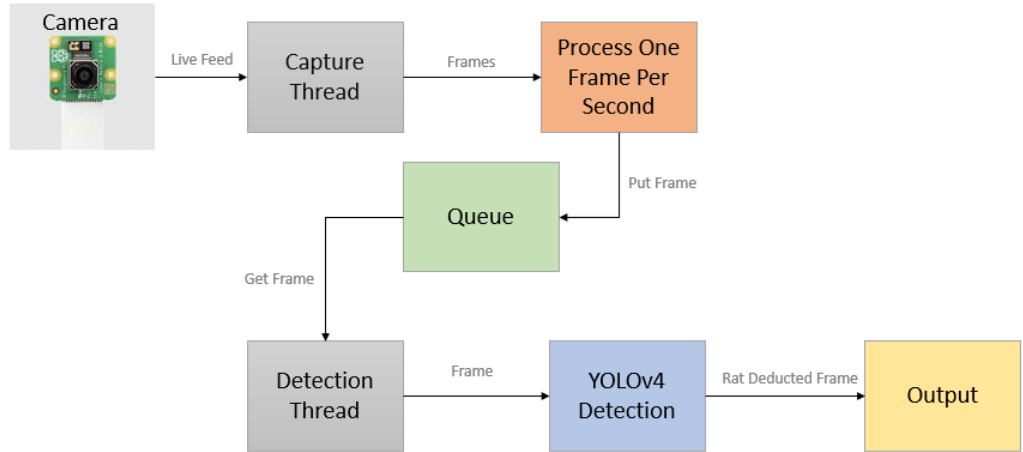 Camera
Live Feed
Capture
Thread
Frames
Process One
Frame Per
Second
Put Frame
Queue
Get Frame
Detection
Thread
Frame
YOLOv4
Detection
Rat Deducted Frame
Output